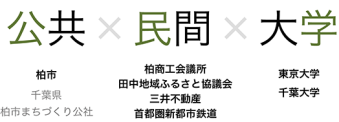 公共×民間×大学
柏市
千葉県
柏市まちづくり公社
柏商工会議所
田中地域ふるさと協議会
三井不動産
首都圏新都市鉄道
東京大学
千葉大学